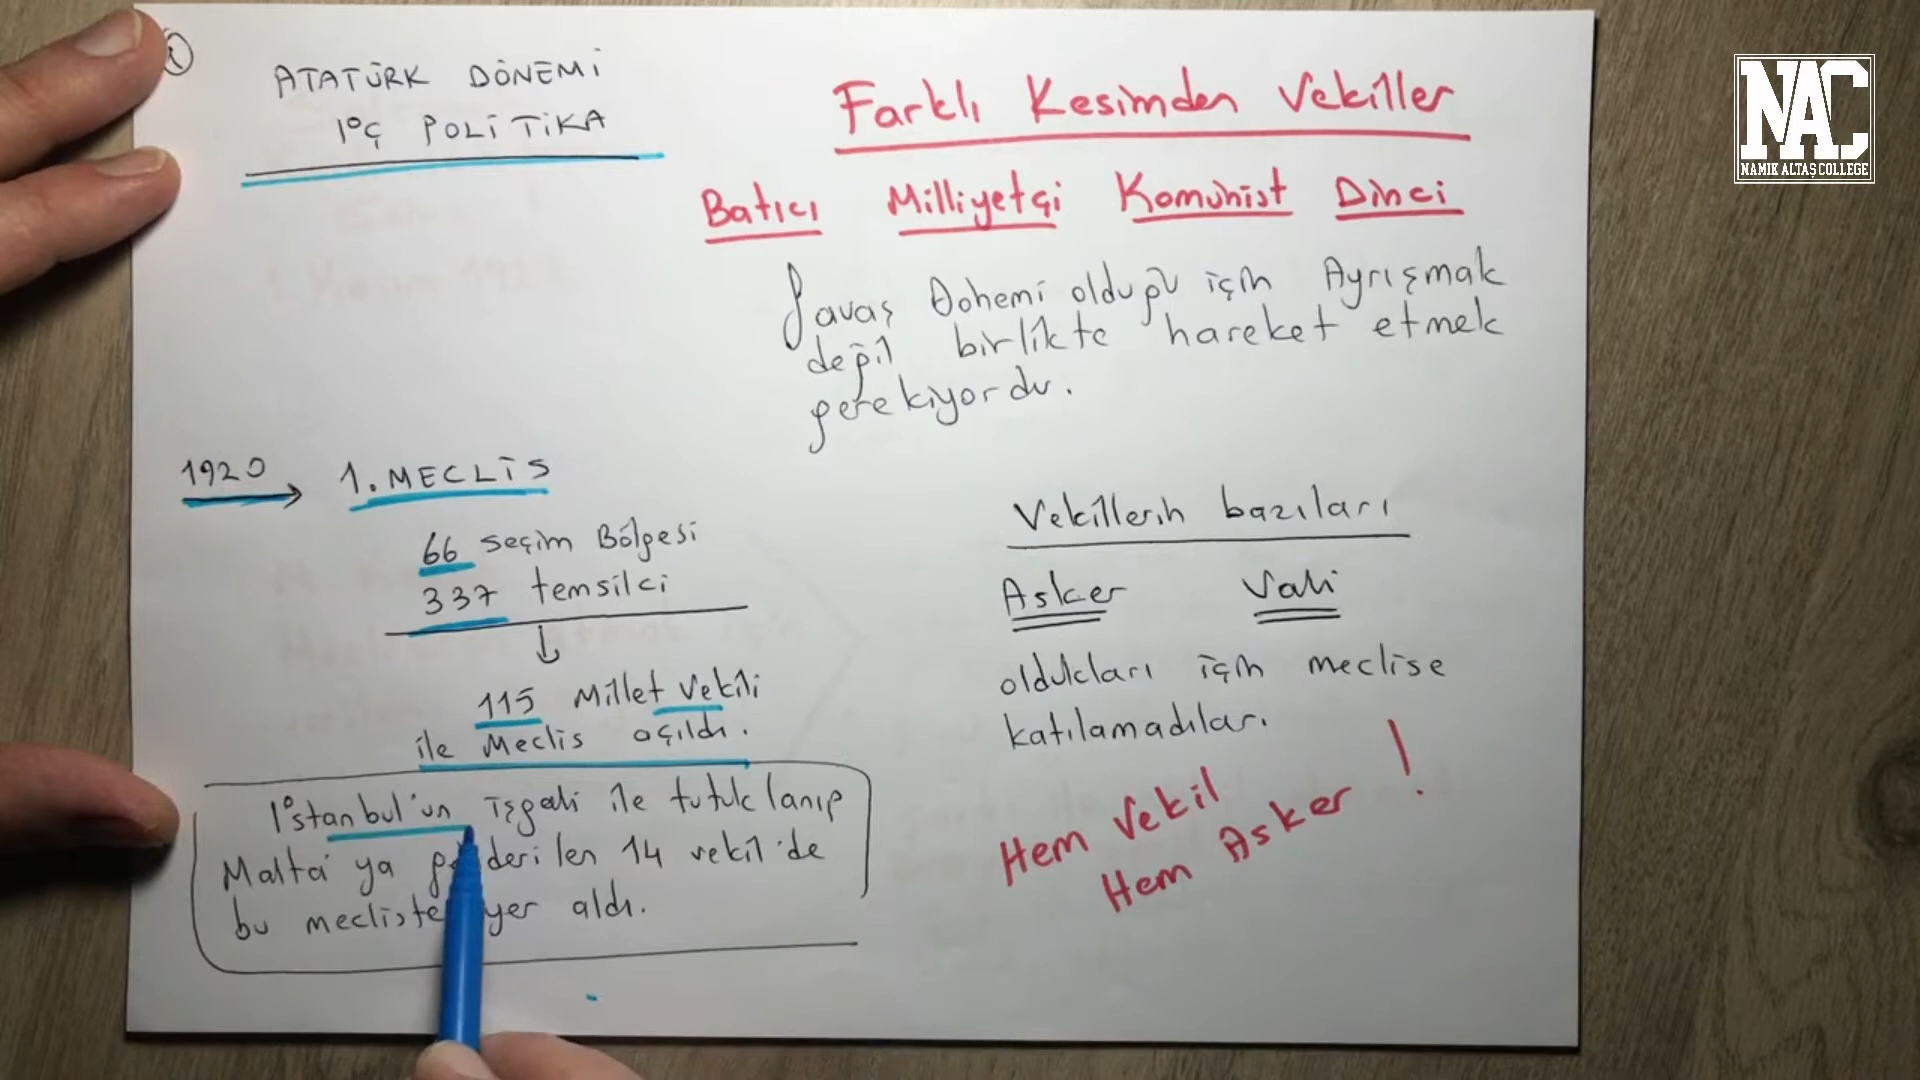 1
ATATÜRK DÖNEMİ
İÇ POLİTİKA
1920 → 1. MECLİS
66 Seçim Bölgesi
337 temsilci
115 Millet Vekili
ile Meclis açıldı.
İstanbul'un işgali ile tutuklanıp
Malta'ya gönderilen 14 vekil'de
bu mecliste yer aldı.
Farklı Kesimden Vekiller
Batıcı Milliyetçi Komünist Dinci
Savaş Dönemi olduğu için Ayrışmak
değil birlikte hareket etmek
gerekiyordu.
Vekillerin bazıları
Asker Vali
oldukları için meclise
katılamadılar.
Hem Vekil
Hem Asker !
NAC
NAMIK ALTAŞ COLLEGE